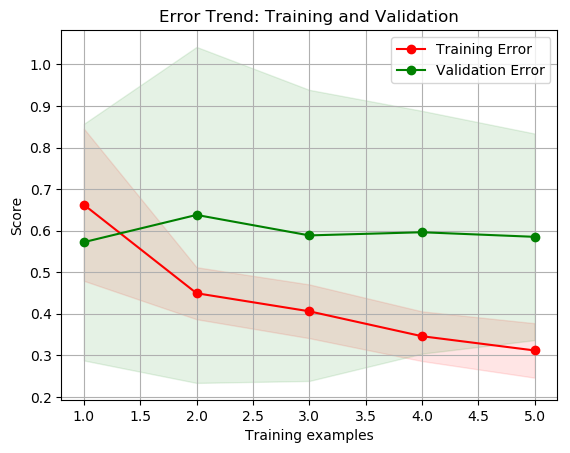 Error Trend: Training and Validation
Training Error
Validation Error
Score
1.0
0.9
0.8
0.7
0.6
0.5
0.4
0.3
0.2
1.0 1.5 2.0 2.5 3.0 3.5 4.0 4.5 5.0
Training examples